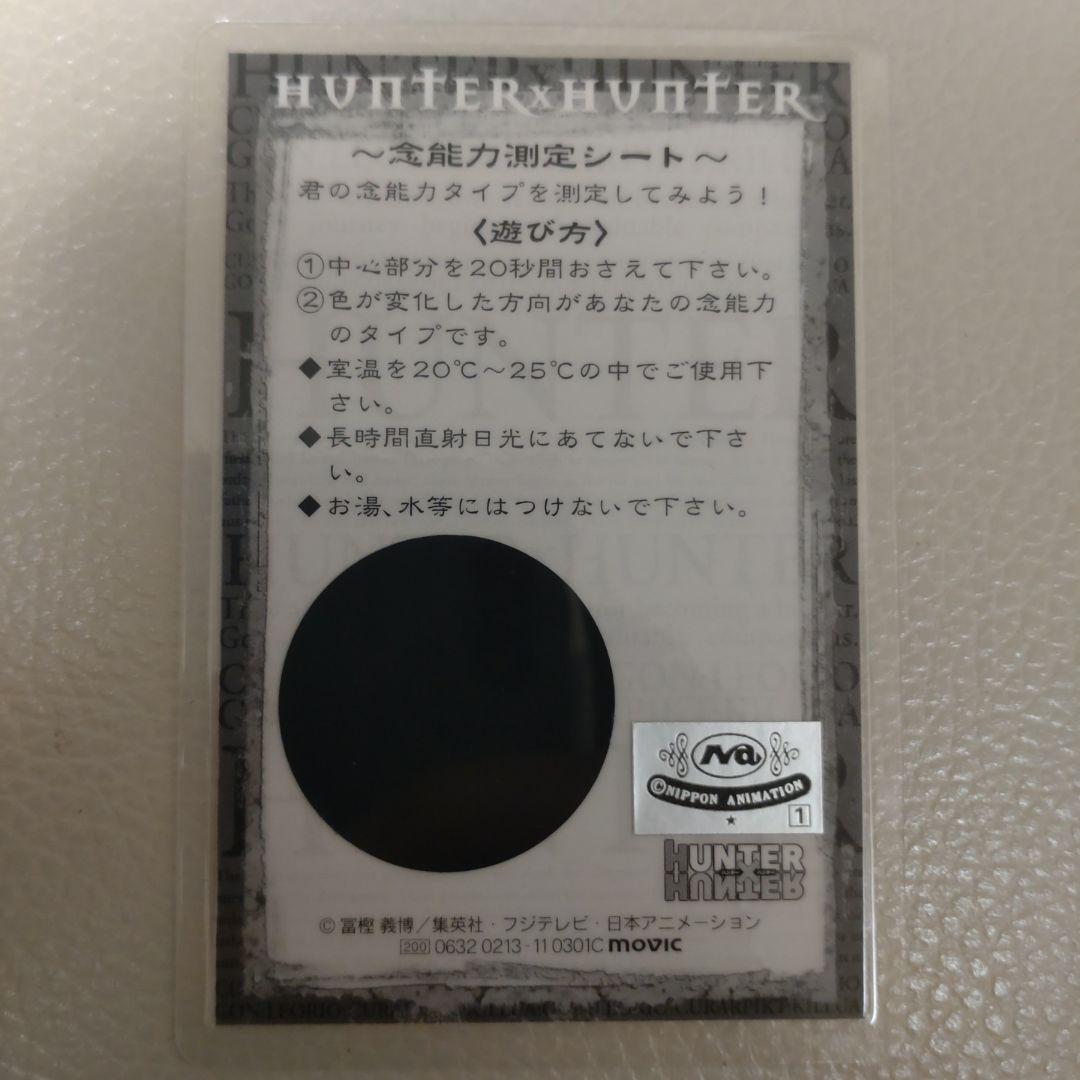 HUNTER×HUNTER
～念能力測定シート～
君の念能力タイプを測定してみよう！
〈遊び方〉
①中心部分を20秒間おさえて下さい。
②色が変化した方向があなたの念能力
のタイプです。
◆室温を20℃～25℃の中でご使用下
さい。
◆長時間直射日光にあてないで下さ
い。
◆お湯、水等にはつけないで下さい。
Na
©NIPPON ANIMATION
★
1
HUNTER
×
HUNTER
© 冨樫 義博／集英社・フジテレビ・日本アニメーション
200 0632 0213-11 0301C movic